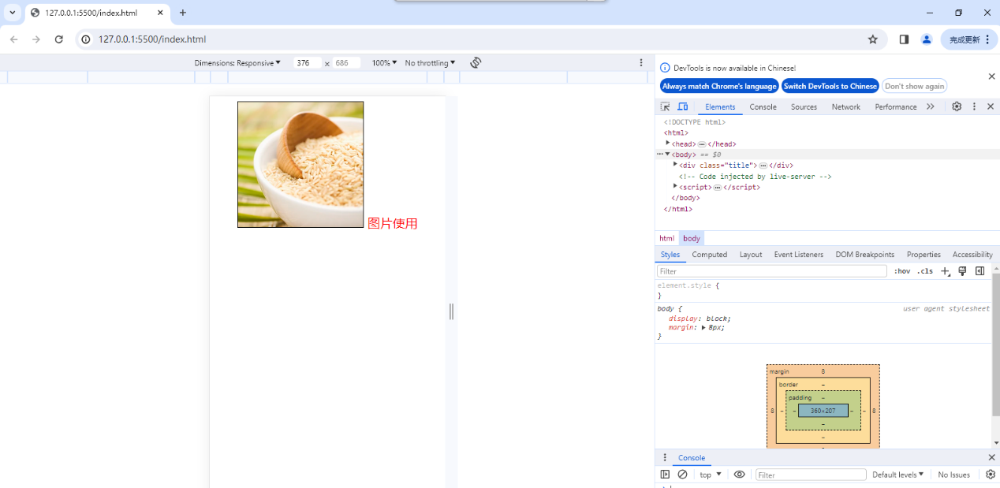 127.0.0.1:5500/index.html
127.0.0.1:5500/index.html
完成更新
Dimensions: Responsive 376 × 686 100% No throttling
DevTools is now available in Chinese!
Always match Chrome's language Switch DevTools to Chinese Don't show again
Elements Console Sources Network Performance
<!DOCTYPE html>
<html>
<head> ⋯ </head>
⋯ <body> == $0
<div class="title"> ⋯ </div>
<!-- Code injected by live-server -->
<script> ⋯ </script>
</body>
</html>
图片使用
html body
Styles Computed Layout Event Listeners DOM Breakpoints Properties Accessibility
Filter :hov .cls
element.style {
}
body { user agent stylesheet
display: block;
margin: 8px;
}
margin 8
border –
padding –
8 – – 360×207 – – 8
–
–
Console
top Filter Default levels No Issues